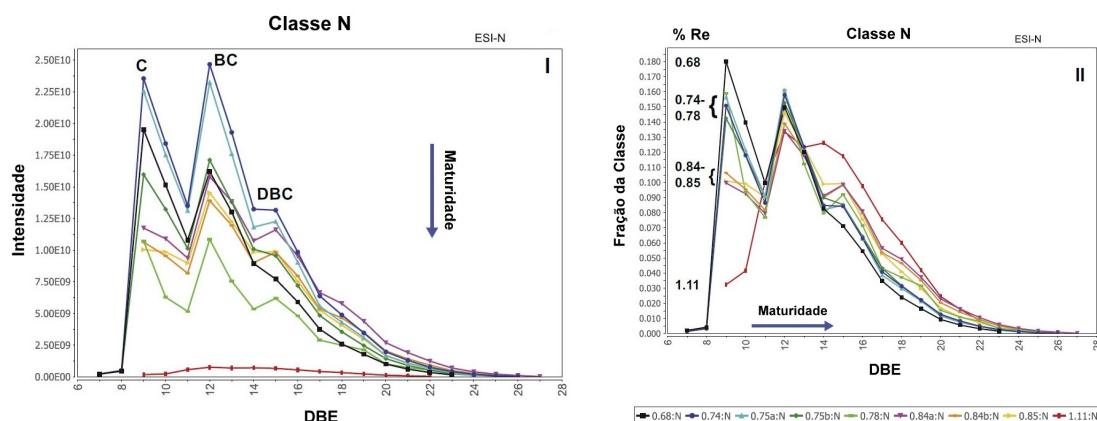 Classe N
ESI-N
I
C
BC
DBC
Maturidade
Intensidade
2.50E10
2.25E10
2.00E10
1.75E10
1.50E10
1.25E10
1.00E10
7.50E09
5.00E09
2.50E09
0.00E00
6 8 10 12 14 16 18 20 22 24 26 28
DBE
% Re
Classe N
ESI-N
II
0.68
0.74-
0.78
0.84-
0.85
1.11
Maturidade
Fração da Classe
0.180
0.170
0.160
0.150
0.140
0.130
0.120
0.110
0.100
0.090
0.080
0.070
0.060
0.050
0.040
0.030
0.020
0.010
0.000
6 8 10 12 14 16 18 20 22 24 26 28
DBE
0.68:N 0.74:N 0.75a:N 0.75b:N 0.78:N 0.84a:N 0.84b:N 0.85:N 1.11:N